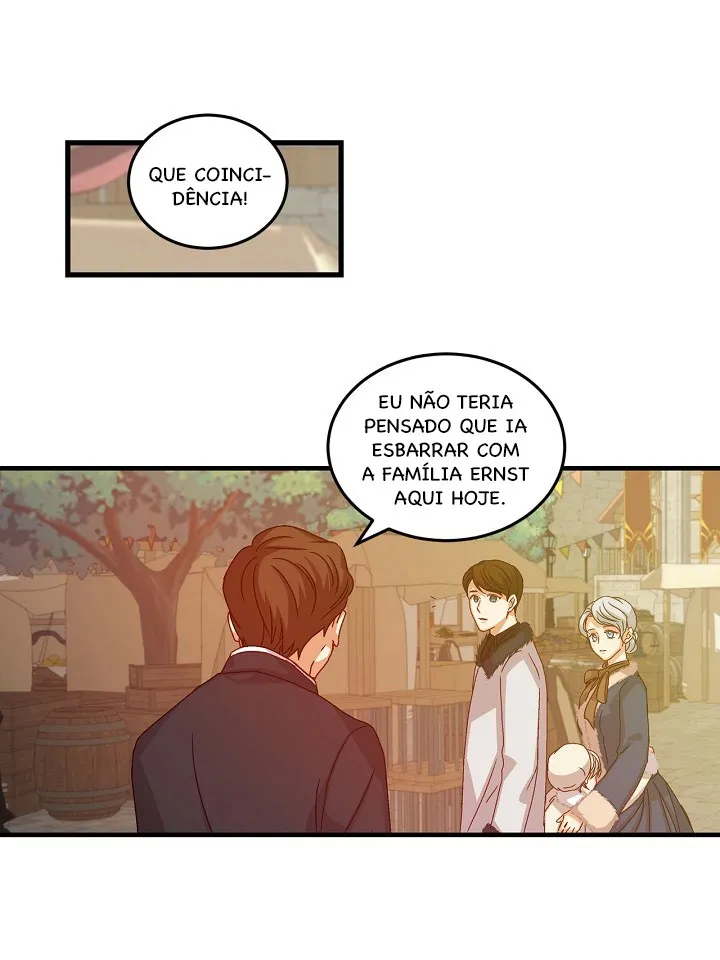 QUE COINCI-
DÊNCIA!
EU NÃO TERIA
PENSADO QUE IA
ESBARRAR COM
A FAMÍLIA ERNST
AQUI HOJE.